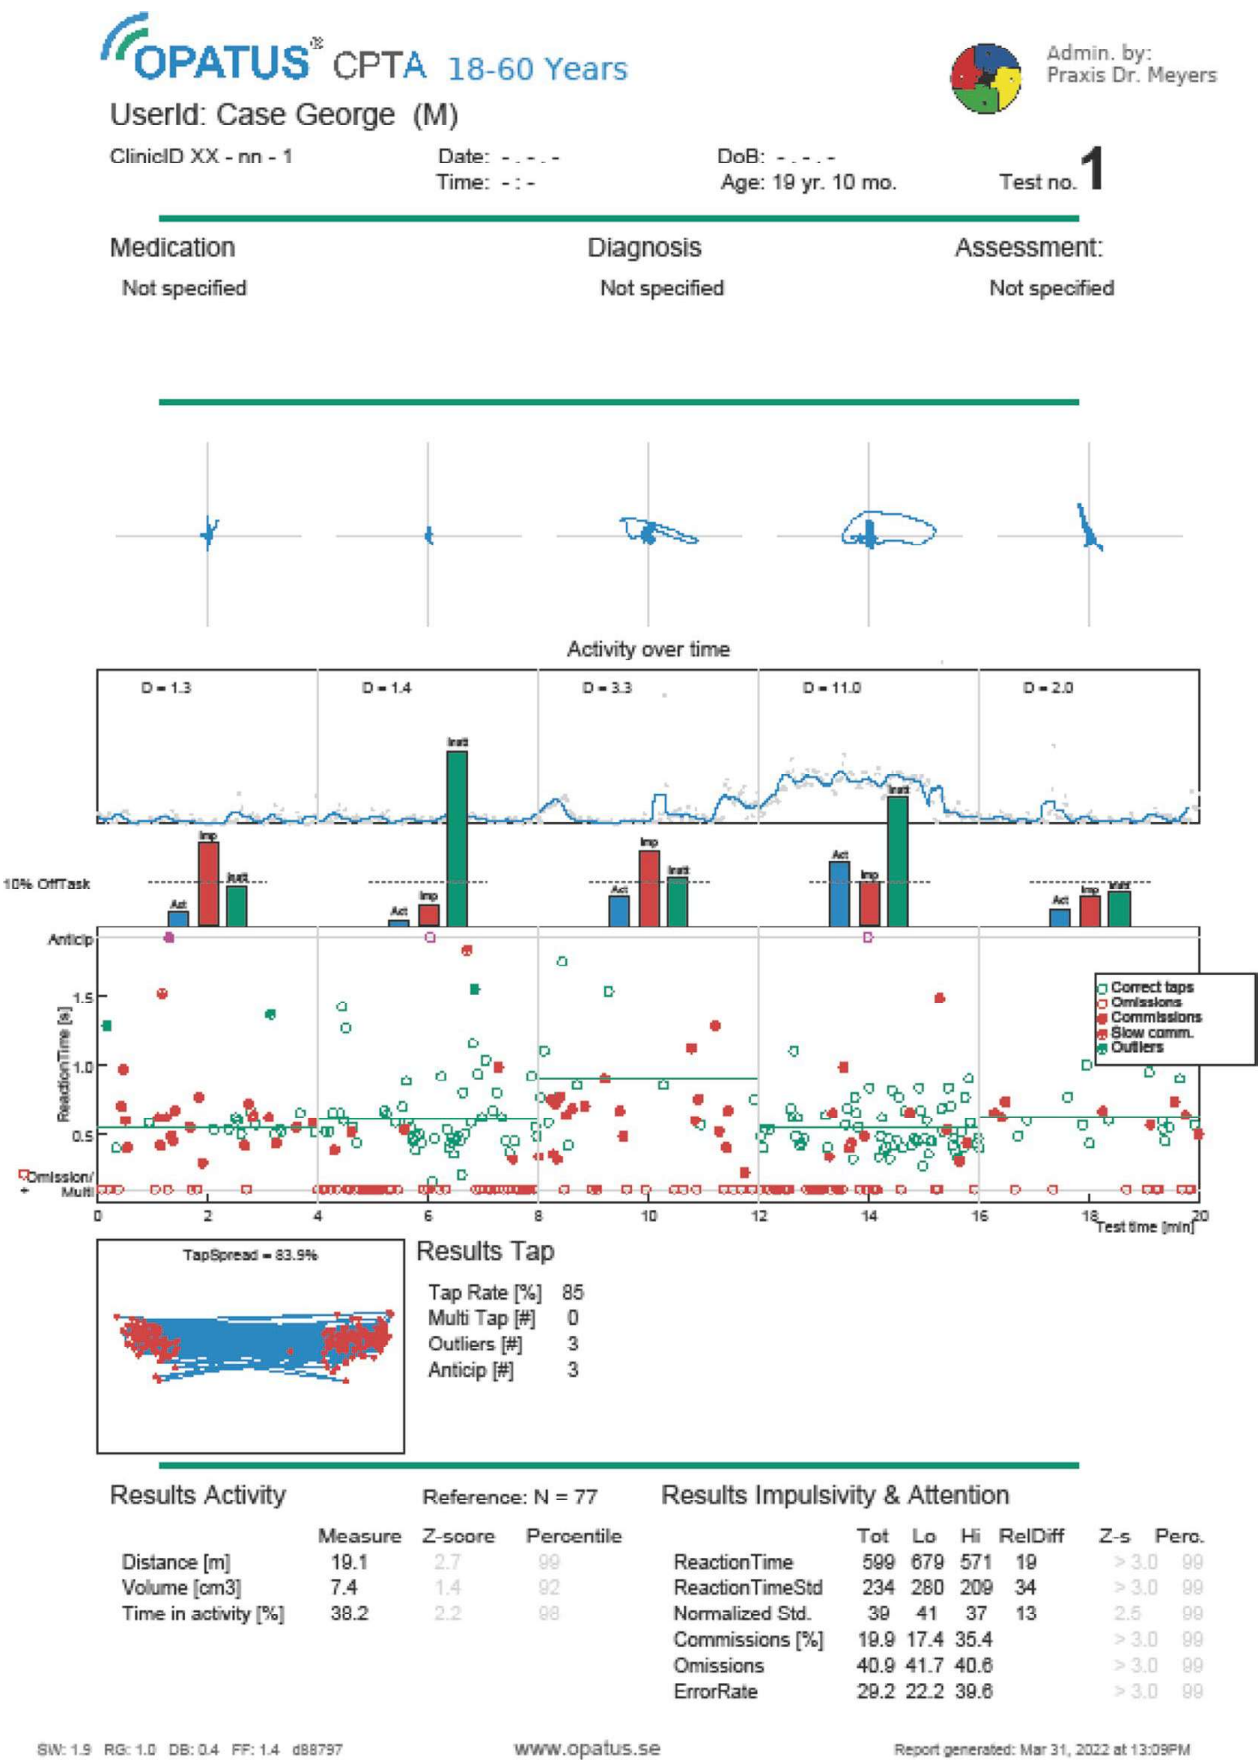 OPATUS® CPTA 18-60 Years
Admin. by:
Praxis Dr. Meyers
UserId: Case George (M)
ClinicID XX - nn - 1
Date: - . - . -
DoB: - . - . -
Time: - : -
Age: 19 yr. 10 mo.
Test no. 1
Medication
Diagnosis
Assessment:
Not specified
Not specified
Not specified
Activity over time
D = 1.3
D = 1.4
D = 3.3
D = 11.0
D = 2.0
10% OffTask
Act
Imp
Inatt
Act
Imp
Inatt
Act
Imp
Inatt
Act
Imp
Inatt
Act
Imp
Inatt
Anticip
1.5
1.0
0.5
ReactionTime [s]
Omission/
+ Multi
Correct taps
Omissions
Commissions
Slow comm.
Outliers
0 2 4 6 8 10 12 14 16 18 20
Test time [min]
TapSpread = 83.9%
Results Tap
Tap Rate [%] 85
Multi Tap [#] 0
Outliers [#] 3
Anticip [#] 3
Results Activity
Reference: N = 77
Measure Z-score Percentile
Distance [m] 19.1 2.7 99
Volume [cm3] 7.4 1.4 92
Time in activity [%] 38.2 2.2 98
Results Impulsivity & Attention
Tot Lo Hi RelDiff Z-s Perc.
ReactionTime 599 679 571 19 > 3.0 99
ReactionTimeStd 234 280 209 34 > 3.0 99
Normalized Std. 39 41 37 13 2.5 99
Commissions [%] 19.9 17.4 35.4 > 3.0 99
Omissions 40.9 41.7 40.6 > 3.0 99
ErrorRate 29.2 22.2 39.6 > 3.0 99
SW: 1.9 RG: 1.0 DB: 0.4 FF: 1.4 d88797
www.opatus.se
Report generated: Mar 31, 2022 at 13:09PM